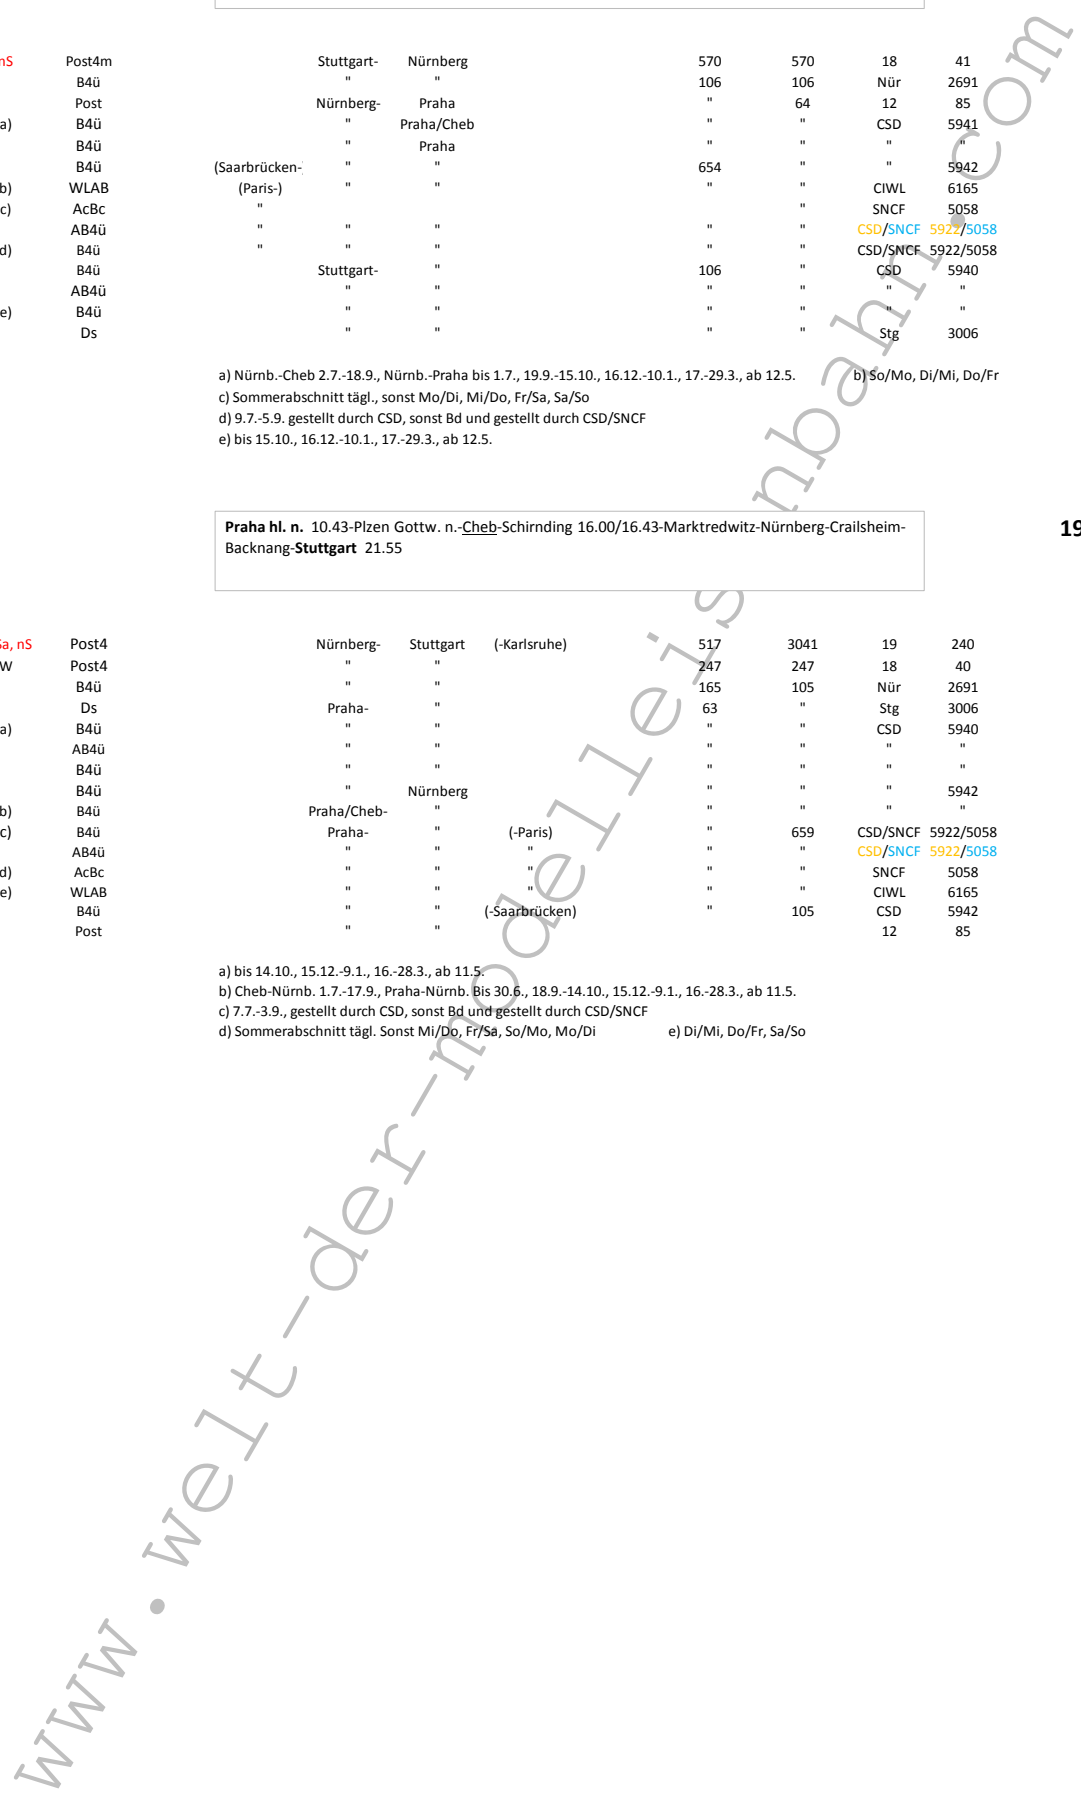 nS Post4m Stuttgart- Nürnberg 570 570 18 41
B4ü " " 106 106 Nür 2691
Post Nürnberg- Praha " 64 12 85
a) B4ü " Praha/Cheb " " CSD 5941
B4ü " Praha " " " "
B4ü (Saarbrücken- " " 654 " " 5942
b) WLAB (Paris-) " " " " CIWL 6165
c) AcBc " " SNCF 5058
AB4ü " " " " " CSD/SNCF 5922/5058
d) B4ü " " " " " CSD/SNCF 5922/5058
B4ü Stuttgart- " 106 " CSD 5940
AB4ü " " " " " "
e) B4ü " " " " " "
Ds " " " " Stg 3006
a) Nürnb.-Cheb 2.7.-18.9., Nürnb.-Praha bis 1.7., 19.9.-15.10., 16.12.-10.1., 17.-29.3., ab 12.5. b) So/Mo, Di/Mi, Do/Fr
c) Sommerabschnitt tägl., sonst Mo/Di, Mi/Do, Fr/Sa, Sa/So
d) 9.7.-5.9. gestellt durch CSD, sonst Bd und gestellt durch CSD/SNCF
e) bis 15.10., 16.12.-10.1., 17.-29.3., ab 12.5.
Praha hl. n. 10.43-Plzen Gottw. n.-Cheb-Schirnding 16.00/16.43-Marktredwitz-Nürnberg-Crailsheim- 19
Backnang-Stuttgart 21.55
Sa, nS Post4 Nürnberg- Stuttgart (-Karlsruhe) 517 3041 19 240
W Post4 " " 247 247 18 40
B4ü " " 165 105 Nür 2691
Ds Praha- " 63 " Stg 3006
a) B4ü " " " " CSD 5940
AB4ü " " " " " "
B4ü " " " " " "
B4ü " Nürnberg " " " 5942
b) B4ü Praha/Cheb- " " " " "
c) B4ü Praha- " (-Paris) " 659 CSD/SNCF 5922/5058
AB4ü " " " " " CSD/SNCF 5922/5058
d) AcBc " " " " " SNCF 5058
e) WLAB " " " " " CIWL 6165
B4ü " " (-Saarbrücken) " 105 CSD 5942
Post " " 12 85
a) bis 14.10., 15.12.-9.1., 16.-28.3., ab 11.5.
b) Cheb-Nürnb. 1.7.-17.9., Praha-Nürnb. Bis 30.6., 18.9.-14.10., 15.12.-9.1., 16.-28.3., ab 11.5.
c) 7.7.-3.9., gestellt durch CSD, sonst Bd und gestellt durch CSD/SNCF
d) Sommerabschnitt tägl. Sonst Mi/Do, Fr/Sa, So/Mo, Mo/Di e) Di/Mi, Do/Fr, Sa/So
www.welt-der-modelleisenbahn.com